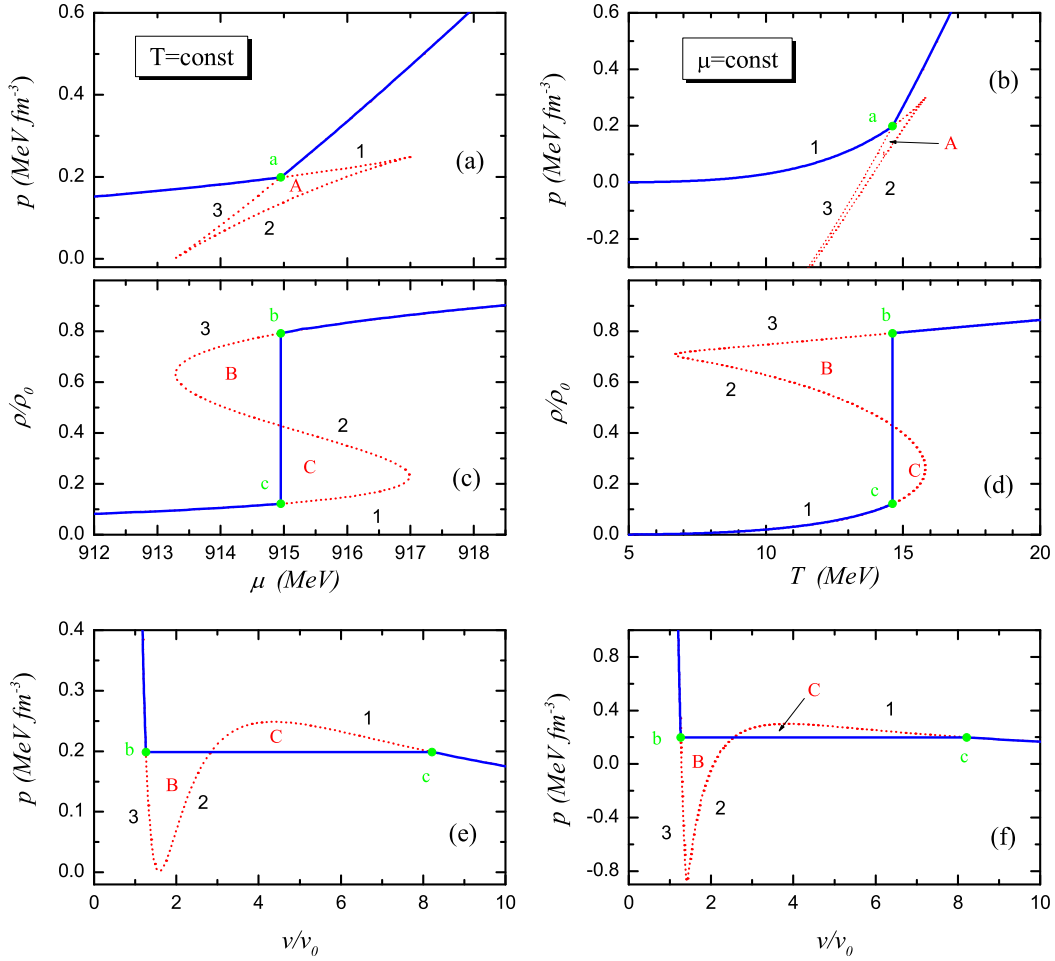 0.6
0.4
0.2
0.0
p (MeV fm⁻³)
T=const
a
1
A
3
2
(a)
0.6
0.4
0.2
0.0
-0.2
p (MeV fm⁻³)
μ=const
(b)
a
1
A
3
2
1.0
0.8
0.6
0.4
0.2
0.0
ρ/ρ₀
b
3
B
2
C
c
1
(c)
912 913 914 915 916 917 918
μ (MeV)
1.0
0.8
0.6
0.4
0.2
0.0
ρ/ρ₀
b
3
B
2
C
c
1
(d)
5 10 15 20
T (MeV)
0.4
0.3
0.2
0.1
0.0
p (MeV fm⁻³)
1
C
b
c
B
3
2
(e)
0 2 4 6 8 10
v/v₀
0.8
0.4
0.0
-0.4
-0.8
p (MeV fm⁻³)
C
1
b
c
B
3
2
(f)
0 2 4 6 8 10
v/v₀